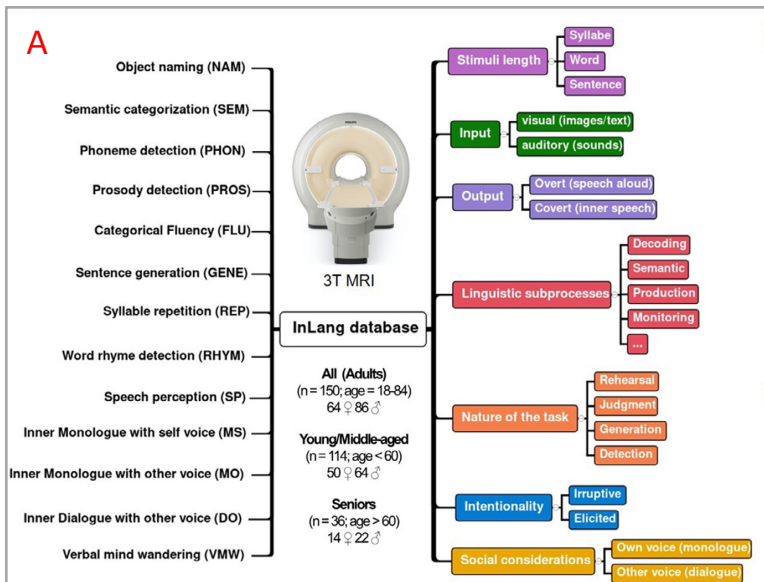 A
Object naming (NAM)
Semantic categorization (SEM)
Phoneme detection (PHON)
Prosody detection (PROS)
Categorical Fluency (FLU)
Sentence generation (GENE)
Syllable repetition (REP)
Word rhyme detection (RHYM)
Speech perception (SP)
Inner Monologue with self voice (MS)
Inner Monologue with other voice (MO)
Inner Dialogue with other voice (DO)
Verbal mind wandering (VMW)
3T MRI
InLang database
All (Adults)
(n = 150; age = 18-84)
64 ♀ 86 ♂
Young/Middle-aged
(n = 114; age < 60)
50 ♀ 64 ♂
Seniors
(n = 36; age > 60)
14 ♀ 22 ♂
Stimuli length
Syllabe
Word
Sentence
Input
visual (images/text)
auditory (sounds)
Output
Overt (speech aloud)
Covert (inner speech)
Linguistic subprocesses
Decoding
Semantic
Production
Monitoring
...
Nature of the task
Rehearsal
Judgment
Generation
Detection
Intentionality
Irruptive
Elicited
Social considerations
Own voice (monologue)
Other voice (dialogue)